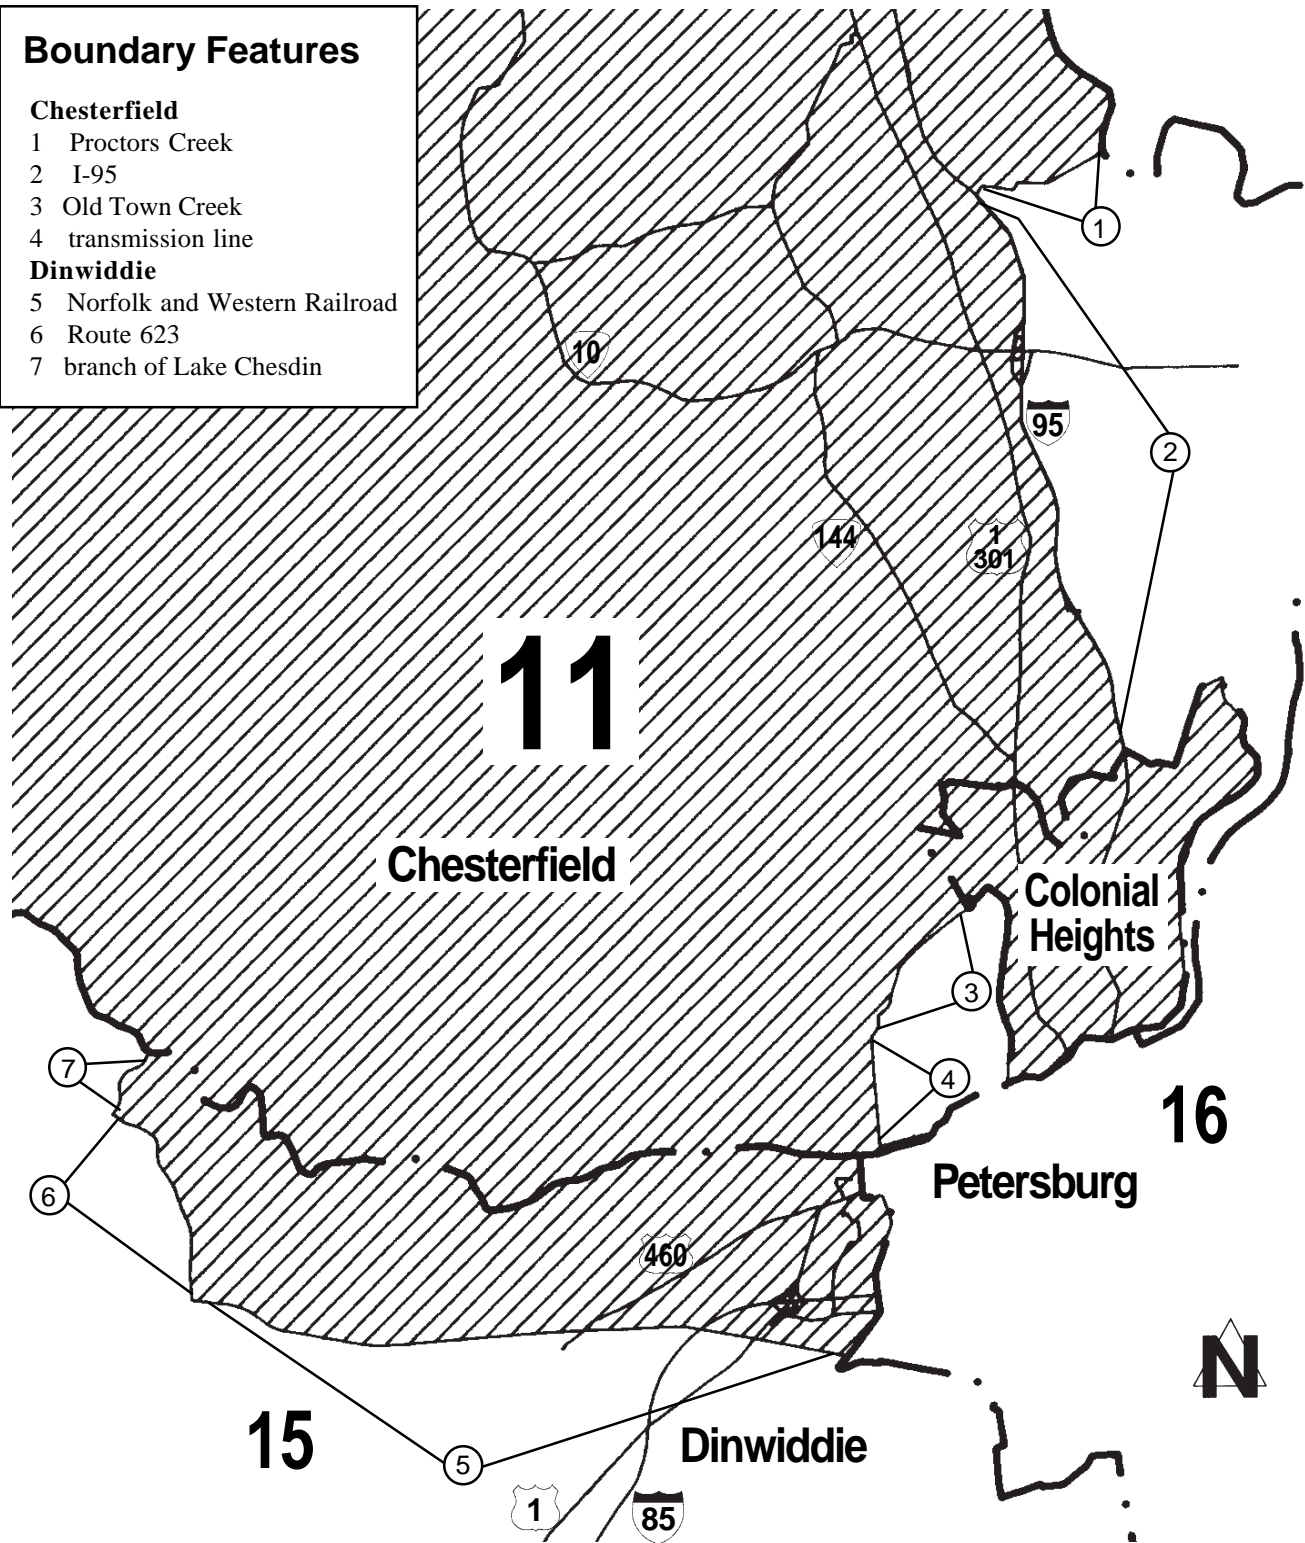 Boundary Features
Chesterfield
1 Proctors Creek
2 I-95
3 Old Town Creek
4 transmission line
Dinwiddie
5 Norfolk and Western Railroad
6 Route 623
7 branch of Lake Chesdin
1
10
95
2
144
1
301
11
Chesterfield
Colonial
Heights
3
7
4
16
6
Petersburg
460
N
15
Dinwiddie
5
1
85